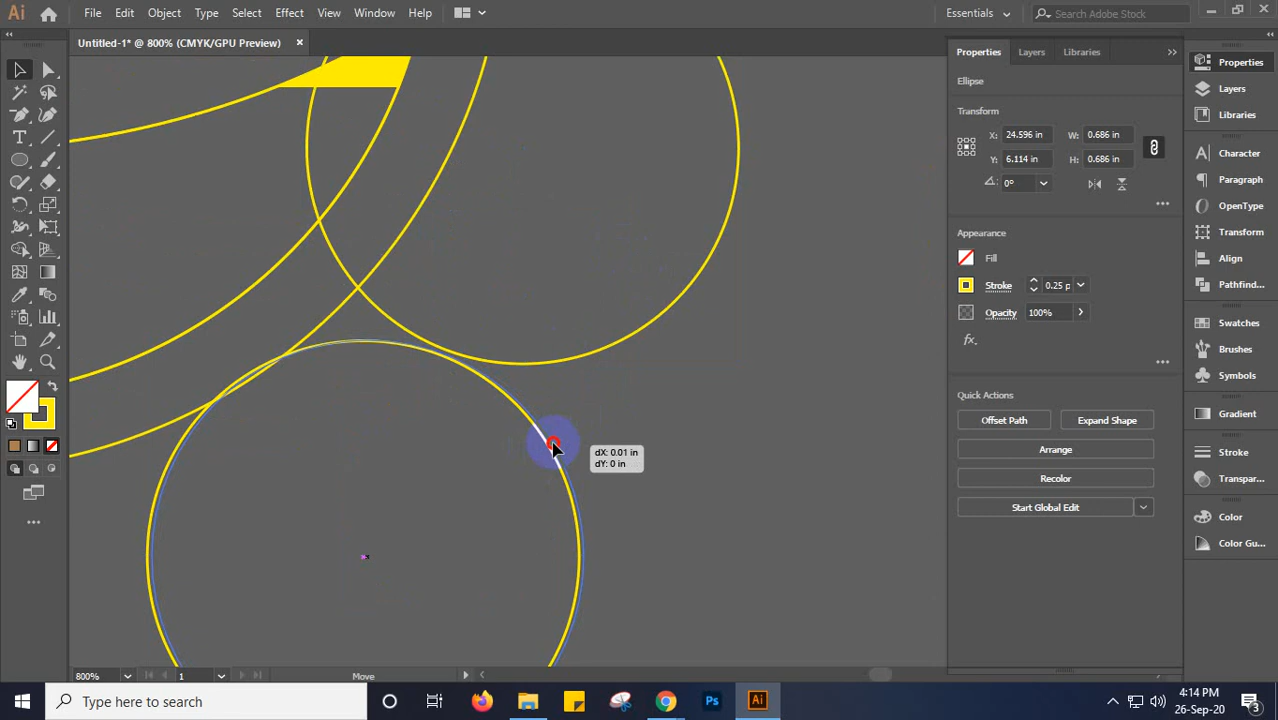 Ai File Edit Object Type Select Effect View Window Help Essentials Search Adobe Stock
Untitled-1* @ 800% (CMYK/GPU Preview)
Properties Layers Libraries
Ellipse
Transform
X: 24.596 in W: 0.686 in
Y: 6.114 in H: 0.686 in
0°
Appearance
Fill
Stroke 0.25 p
Opacity 100%
fx.
Quick Actions
Offset Path Expand Shape
Arrange
Recolor
Start Global Edit
Properties
Layers
Libraries
Character
Paragraph
OpenType
Transform
Align
Pathfind...
Swatches
Brushes
Symbols
Gradient
Stroke
Transpar...
Color
Color Gu...
dX: 0.01 in
dY: 0 in
800% 1 Move
Type here to search
Ps Ai
4:14 PM
26-Sep-20
3